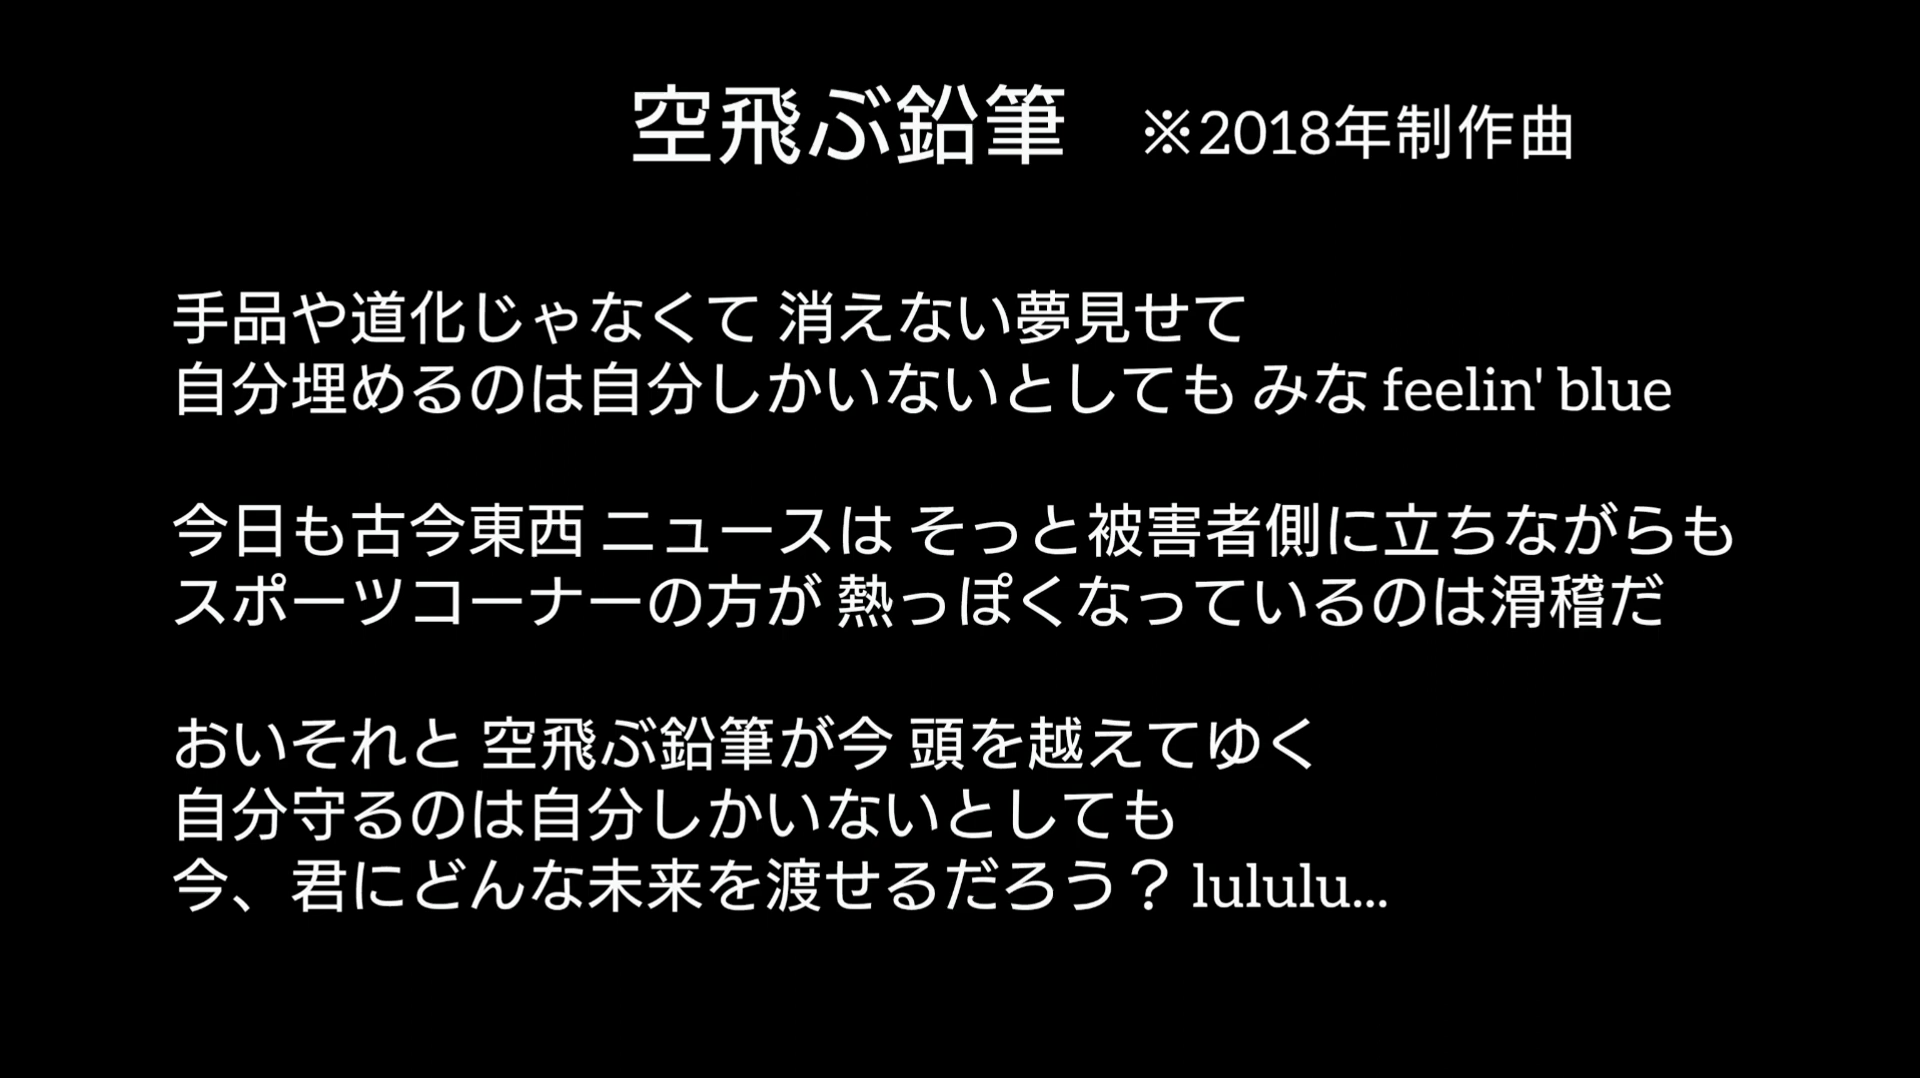 空飛ぶ鉛筆 ※2018年制作曲
手品や道化じゃなくて 消えない夢見せて
自分埋めるのは自分しかいないとしても みな feelin' blue
今日も古今東西 ニュースは そっと被害者側に立ちながらも
スポーツコーナーの方が 熱っぽくなっているのは滑稽だ
おいそれと 空飛ぶ鉛筆が今 頭を越えてゆく
自分守るのは自分しかいないとしても
今、君にどんな未来を渡せるだろう？ lululu...